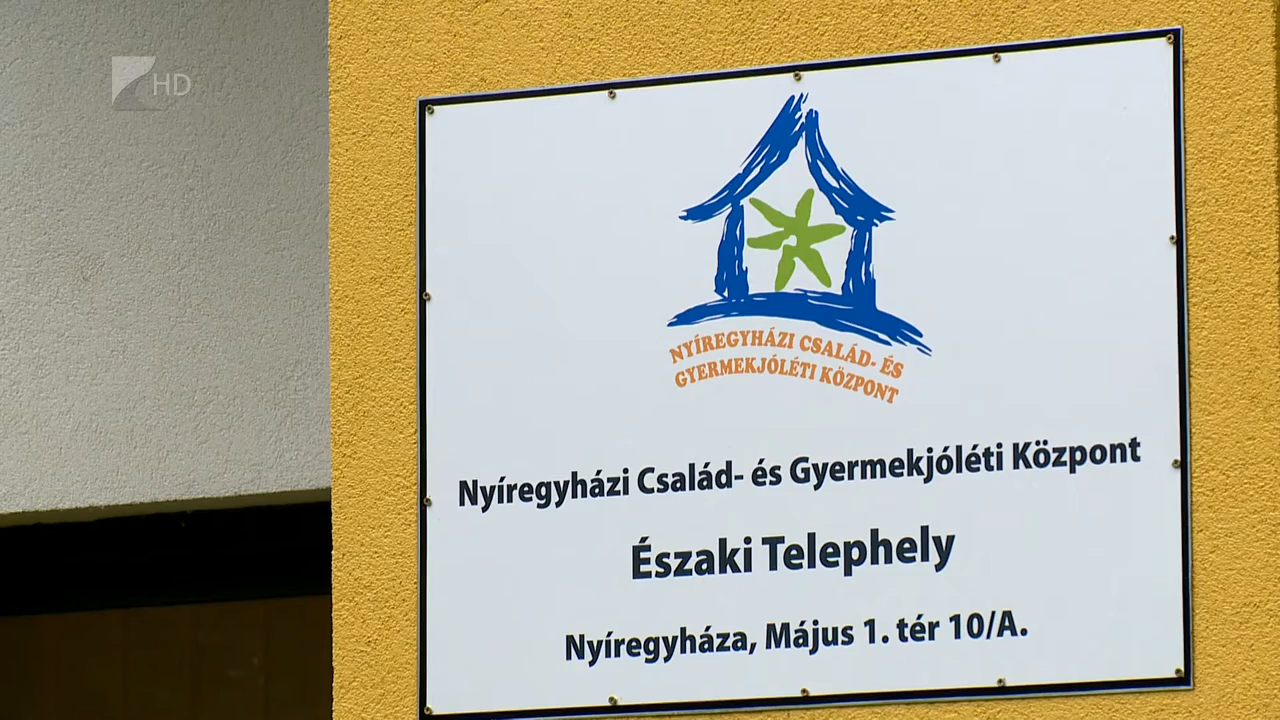 HD
NYÍREGYHÁZI CSALÁD- ÉS
GYERMEKJÓLÉTI KÖZPONT
Nyíregyházi Család- és Gyermekjóléti Központ
Északi Telephely
Nyíregyháza, Május 1. tér 10/A.